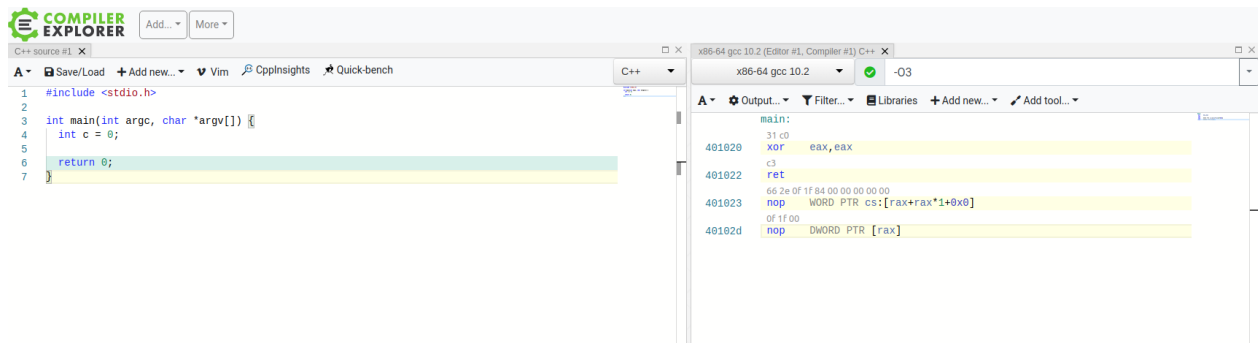 COMPILER
EXPLORER
Add... More
C++ source #1 X
A Save/Load + Add new... Vim CppInsights Quick-bench C++
1 #include <stdio.h>
2
3 int main(int argc, char *argv[]) {
4 int c = 0;
5
6 return 0;
7 }
x86-64 gcc 10.2 (Editor #1, Compiler #1) C++ X
x86-64 gcc 10.2 -O3
A Output... Filter... Libraries + Add new... Add tool...
main:
31 c0
401020 xor eax,eax
c3
401022 ret
66 2e 0f 1f 84 00 00 00 00 00
401023 nop WORD PTR cs:[rax+rax*1+0x0]
0f 1f 00
40102d nop DWORD PTR [rax]